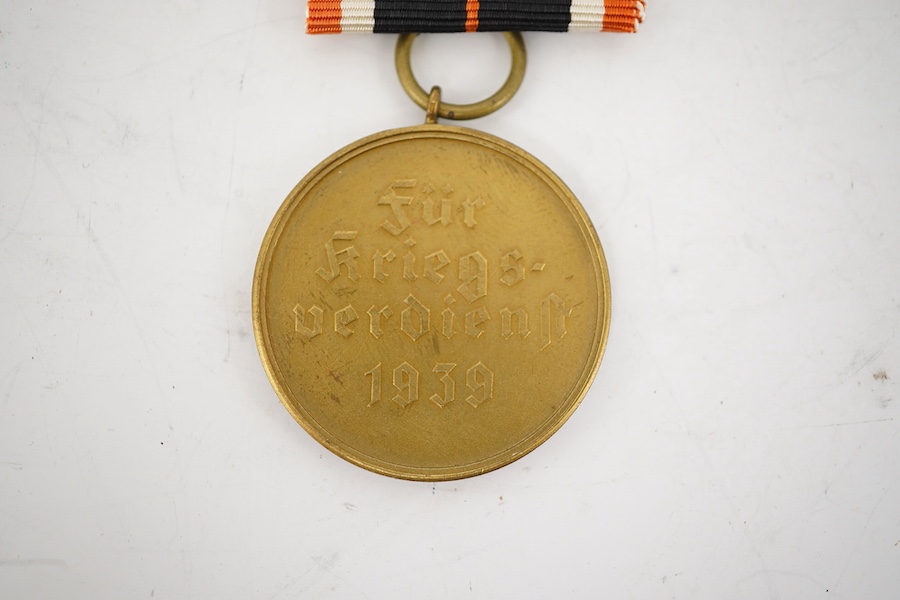 Für
Kriegs-
verdienst
1939